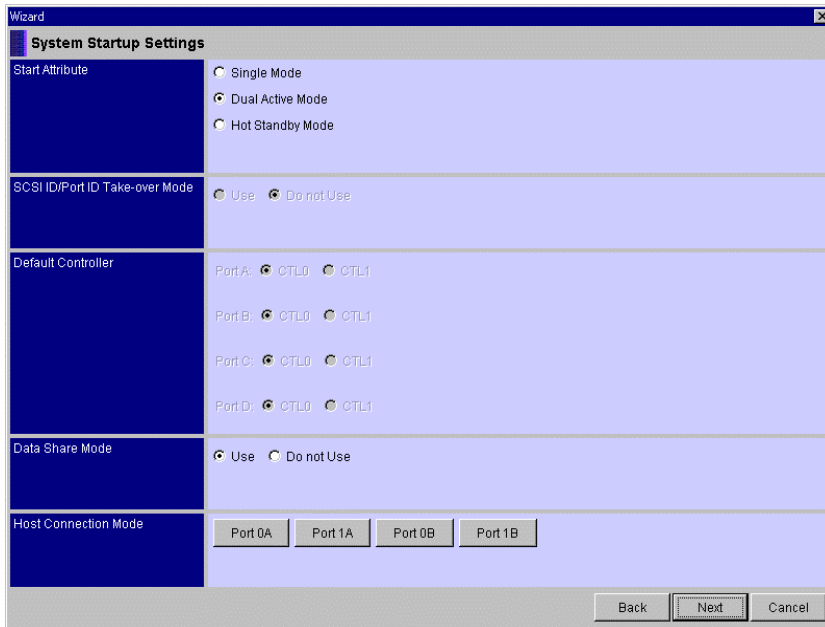 Wizard
System Startup Settings
Start Attribute
Single Mode
Dual Active Mode
Hot Standby Mode
SCSI ID/Port ID Take-over Mode
Use Do not Use
Default Controller
Port A: CTL0 CTL1
Port B: CTL0 CTL1
Port C: CTL0 CTL1
Port D: CTL0 CTL1
Data Share Mode
Use Do not Use
Host Connection Mode
Port 0A Port 1A Port 0B Port 1B
Back Next Cancel